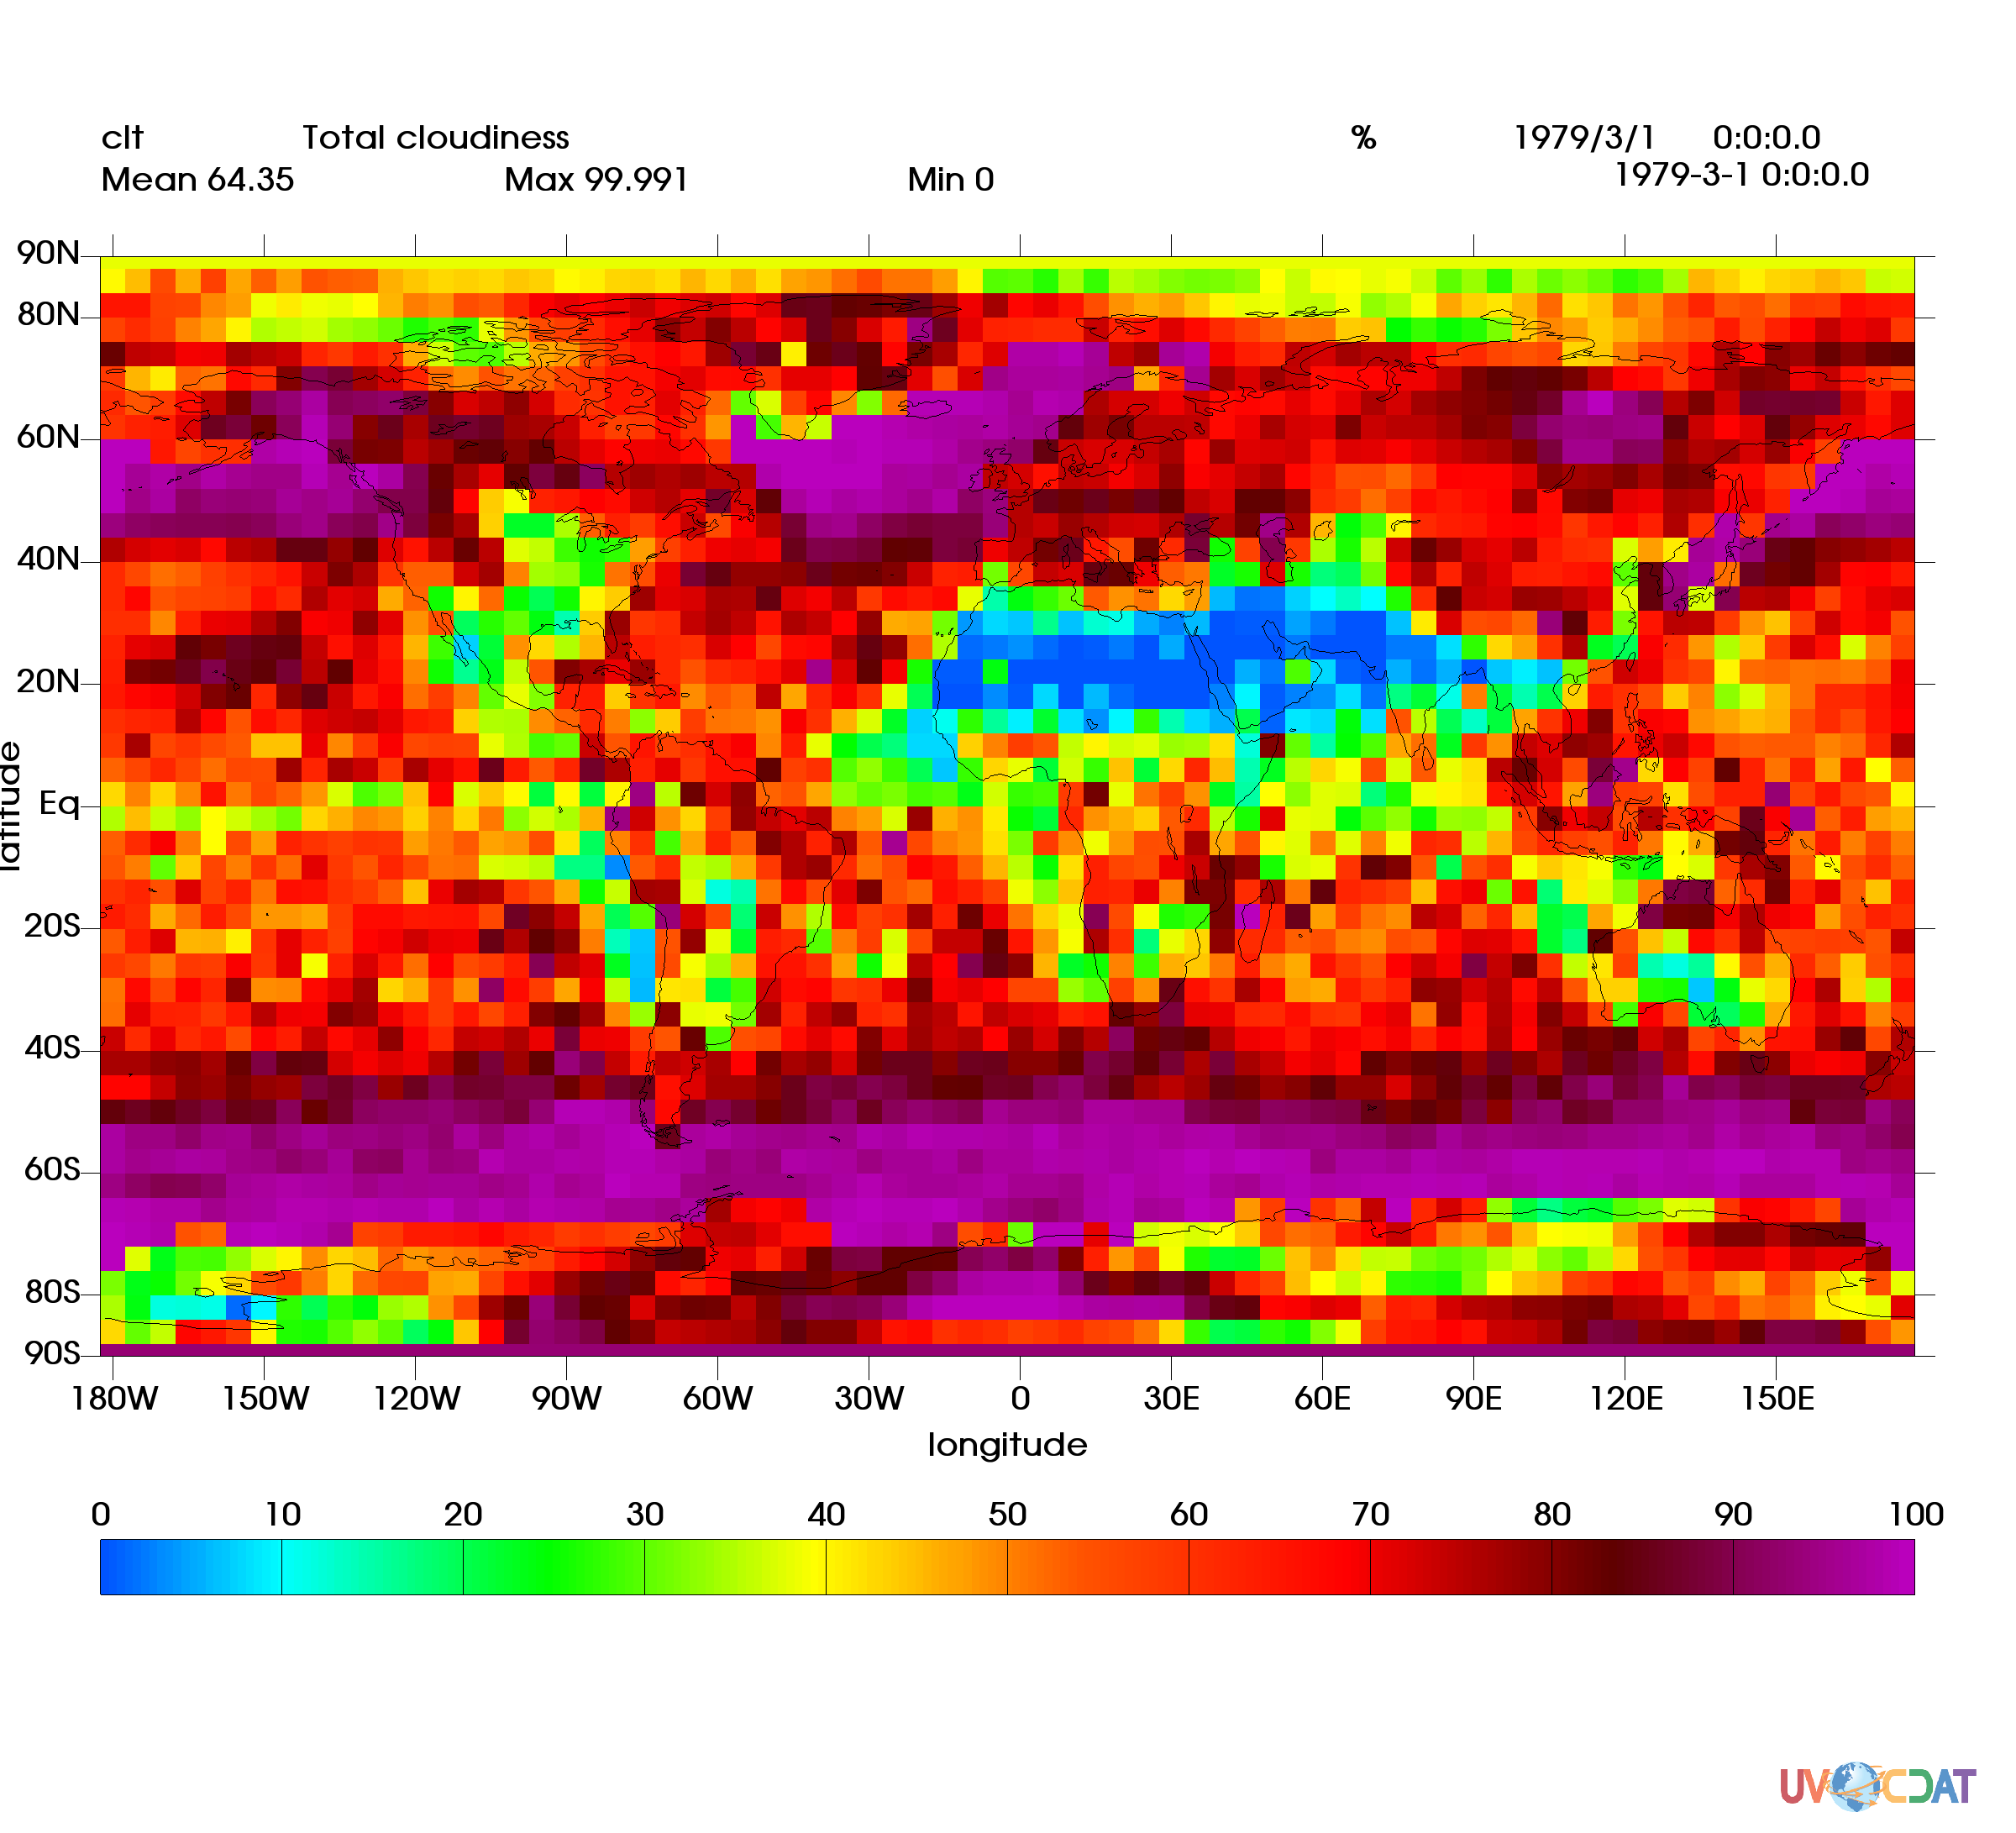 clt Total cloudiness % 1979/3/1 0:0:0.0
Mean 64.35 Max 99.991 Min 0 1979-3-1 0:0:0.0
90N
80N
60N
40N
20N
Eq
20S
40S
60S
80S
90S
latitude
180W 150W 120W 90W 60W 30W 0 30E 60E 90E 120E 150E
longitude
0 10 20 30 40 50 60 70 80 90 100
UV CDAT